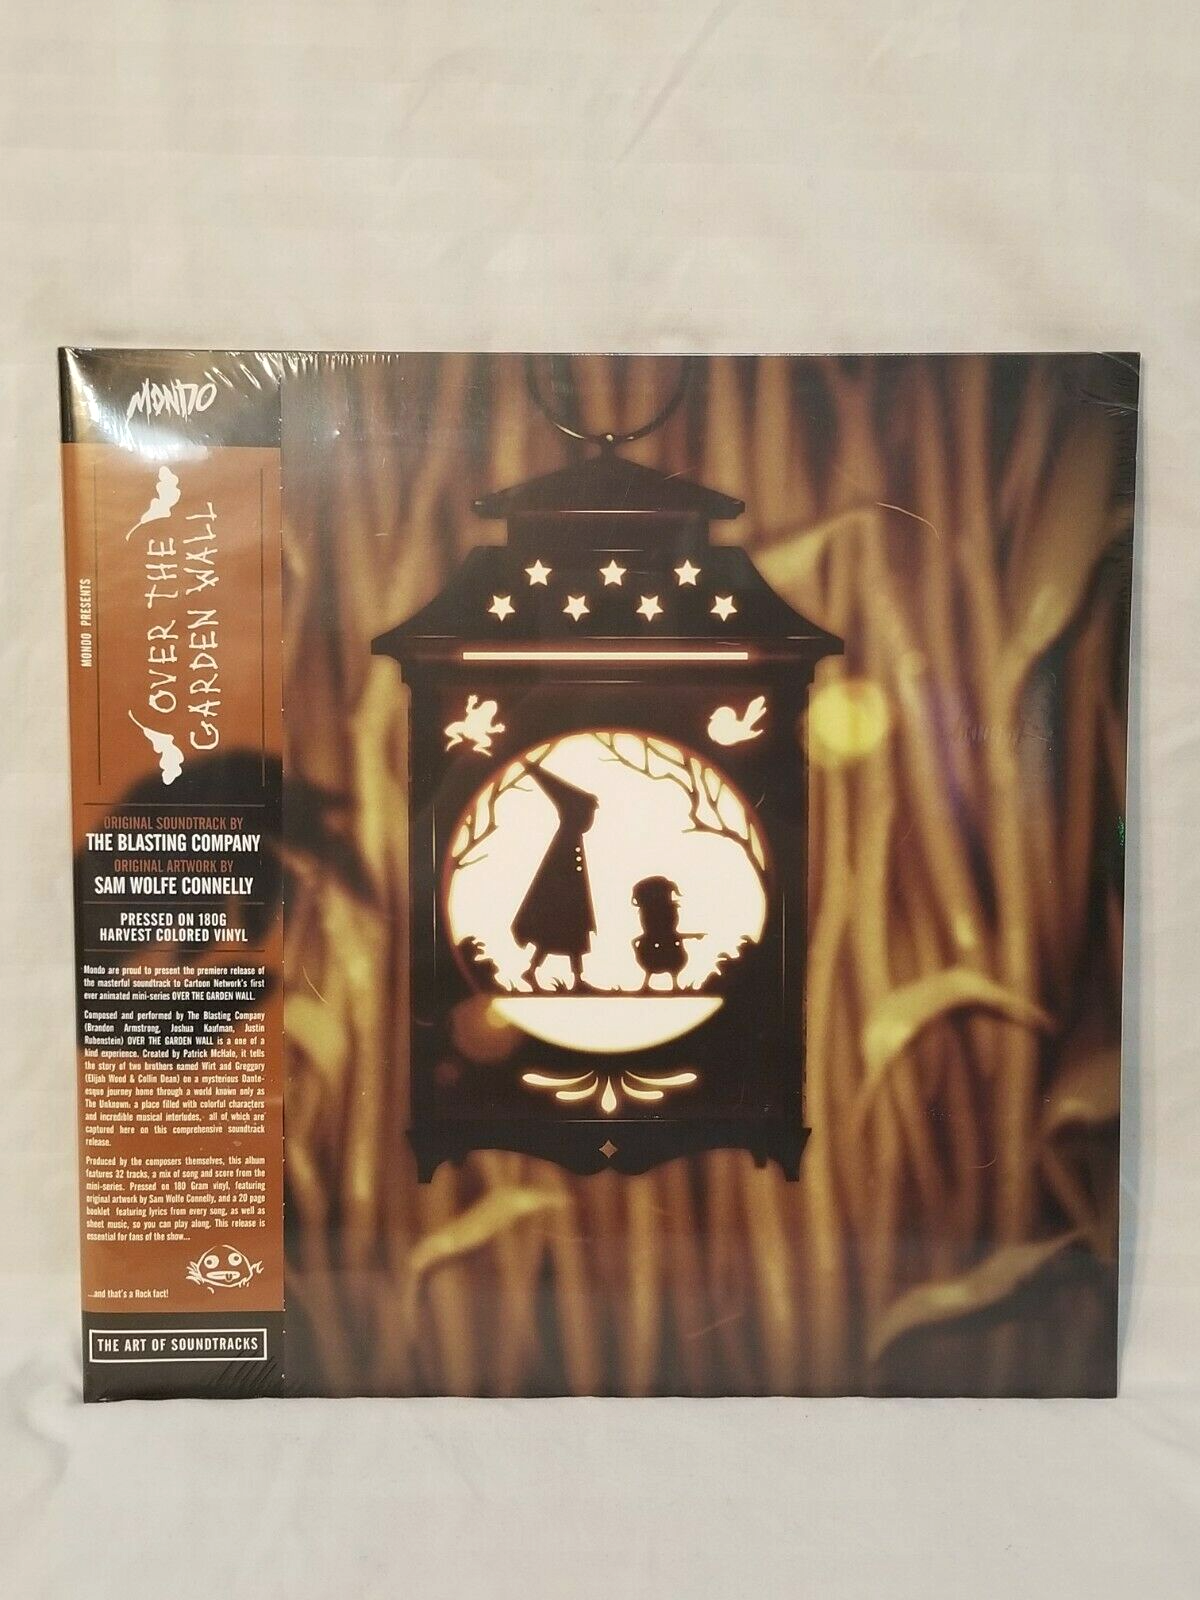 MONDO
MONDO PRESENTS
OVER THE
GARDEN WALL
ORIGINAL SOUNDTRACK BY
THE BLASTING COMPANY
ORIGINAL ARTWORK BY
SAM WOLFE CONNELLY
PRESSED ON 180G
HARVEST COLORED VINYL
Mondo are proud to present the premiere release of
the masterful soundtrack to Cartoon Network's first
ever animated mini-series OVER THE GARDEN WALL.
Composed and performed by The Blasting Company
(Brandon Armstrong, Joshua Kaufman, Justin
Rubenstein) OVER THE GARDEN WALL is a one of a
kind experience. Created by Patrick McHale, it tells
the story of two brothers named Wirt and Greggory
(Elijah Wood & Collin Dean) on a mysterious Dante-
esque journey home through a world known only as
The Unknown: a place filled with colorful characters
and incredible musical interludes, all of which are
captured here on this comprehensive soundtrack
release.
Produced by the composers themselves, this album
features 32 tracks, a mix of song and score from the
mini-series. Pressed on 180 Gram vinyl, featuring
original artwork by Sam Wolfe Connelly, and a 20 page
booklet featuring lyrics from every song, as well as
sheet music, so you can play along. This release is
essential for fans of the show...
...and that's a Rock fact!
THE ART OF SOUNDTRACKS